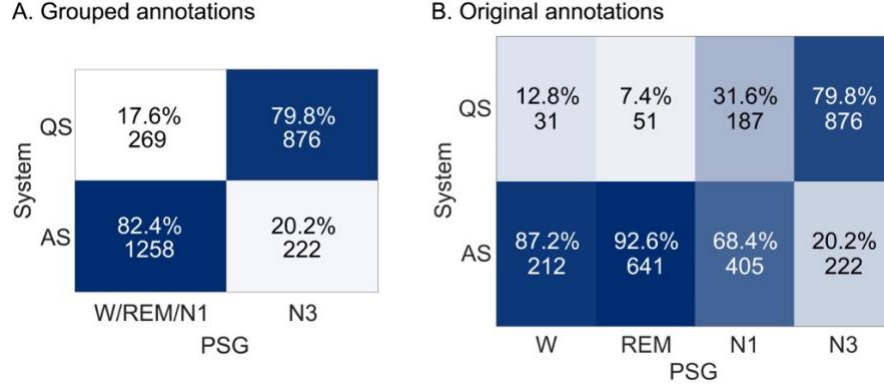 A. Grouped annotations
System
QS
17.6%
269
79.8%
876
AS
82.4%
1258
20.2%
222
W/REM/N1
N3
PSG
B. Original annotations
System
QS
12.8%
31
7.4%
51
31.6%
187
79.8%
876
AS
87.2%
212
92.6%
641
68.4%
405
20.2%
222
W
REM
N1
N3
PSG